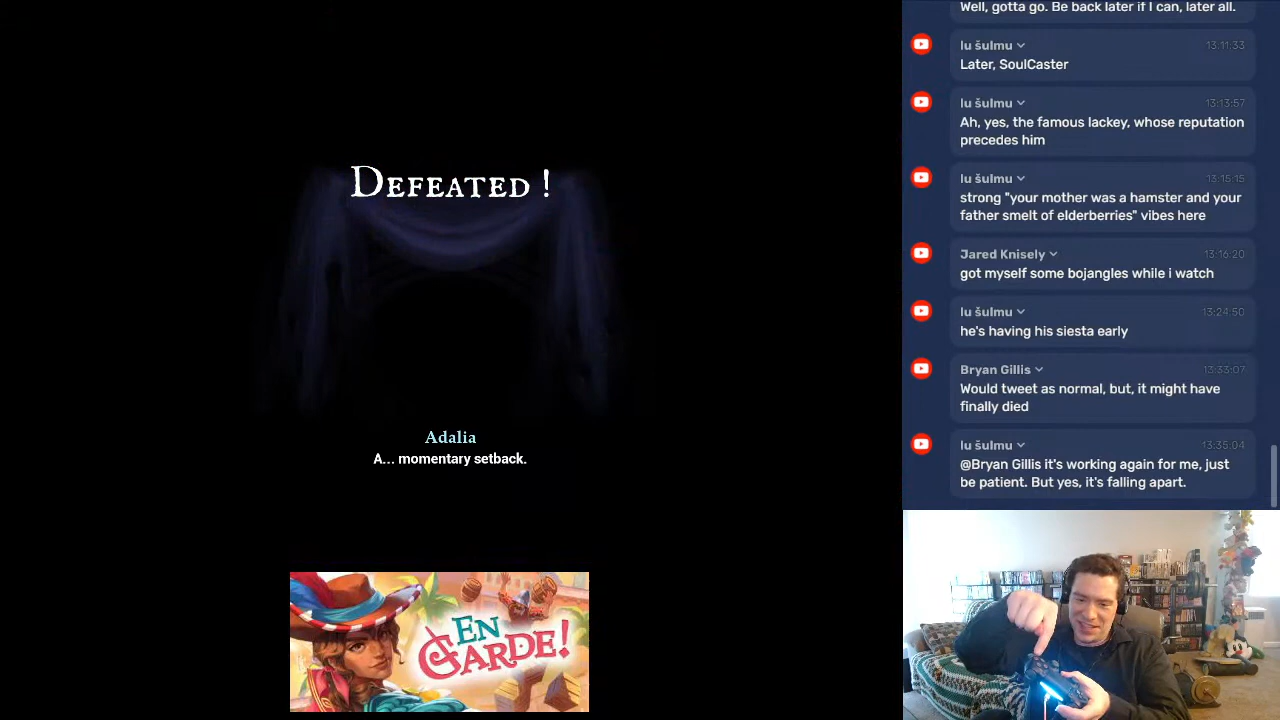 DEFEATED !
Adalia
A... momentary setback.
EN
GARDE!
Well, gotta go. Be back later if I can, later all.
lu šulmu 13:11:33
Later, SoulCaster
lu šulmu 13:13:57
Ah, yes, the famous lackey, whose reputation
precedes him
lu šulmu 13:15:15
strong "your mother was a hamster and your
father smelt of elderberries" vibes here
Jared Knisely 13:16:20
got myself some bojangles while i watch
lu šulmu 13:24:50
he's having his siesta early
Bryan Gillis 13:33:07
Would tweet as normal, but, it might have
finally died
lu šulmu 13:35:04
@Bryan Gillis it's working again for me, just
be patient. But yes, it's falling apart.